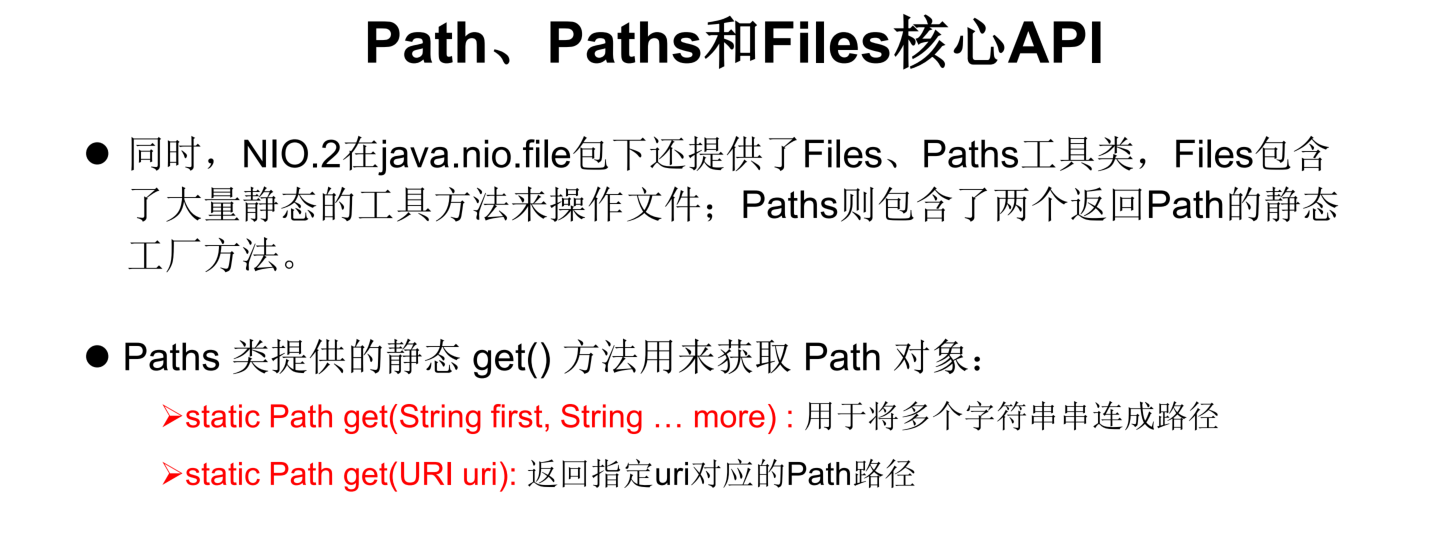 Path、Paths和Files核心API
● 同时，NIO.2在java.nio.file包下还提供了Files、Paths工具类，Files包含
了大量静态的工具方法来操作文件；Paths则包含了两个返回Path的静态
工厂方法。
● Paths 类提供的静态 get() 方法用来获取 Path 对象：
➢static Path get(String first, String … more) : 用于将多个字符串串连成路径
➢static Path get(URI uri): 返回指定uri对应的Path路径